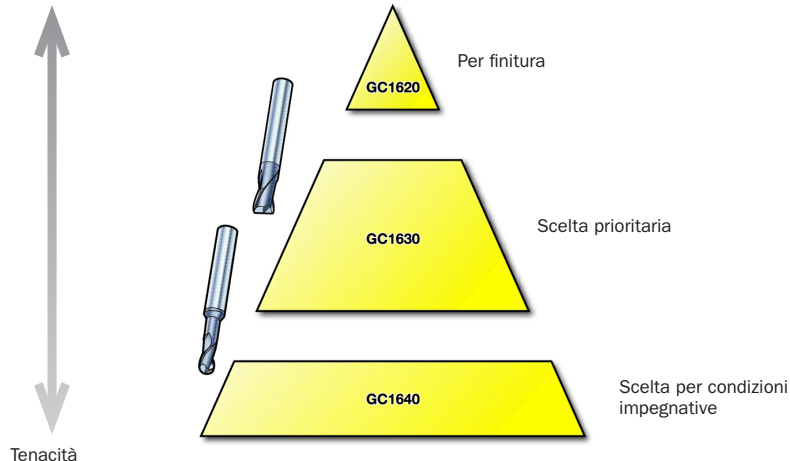 Per finitura
GC1620
Scelta prioritaria
GC1630
Scelta per condizioni
impegnative
GC1640
Tenacità